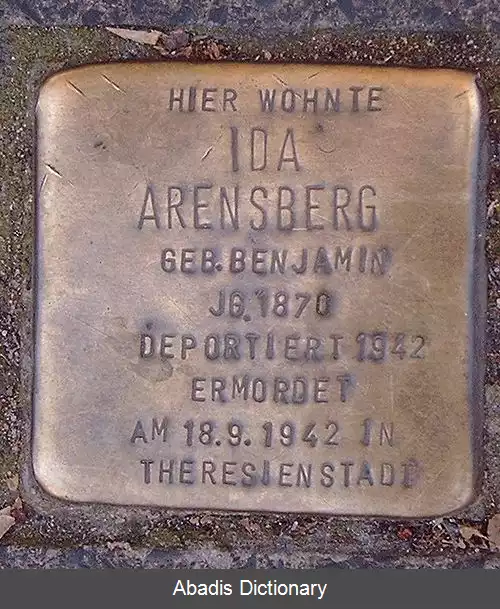 HIER WOHNTE
IDA
ARENSBERG
GEB. BENJAMIN
JG. 1870
DEPORTIERT 1942
ERMORDET
AM 18.9.1942 IN
THERESIENSTADT
Abadis Dictionary